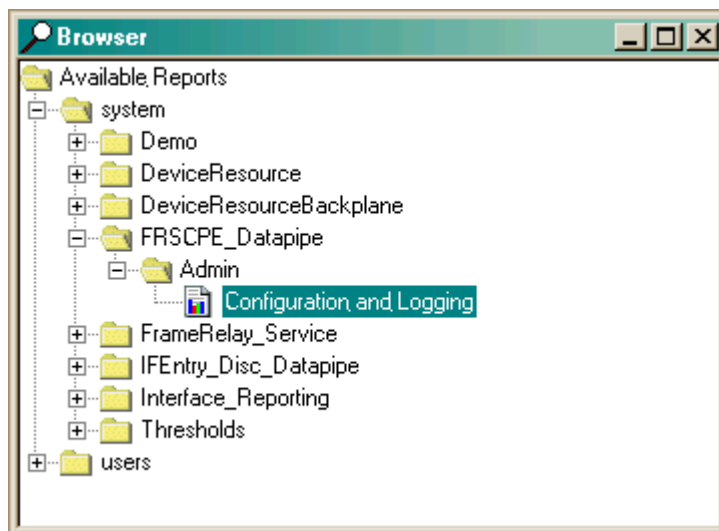 Browser
Available Reports
system
Demo
DeviceResource
DeviceResourceBackplane
FRSCPE_Datapipe
Admin
Configuration and Logging
FrameRelay_Service
IFEntry_Disc_Datapipe
Interface_Reporting
Thresholds
users